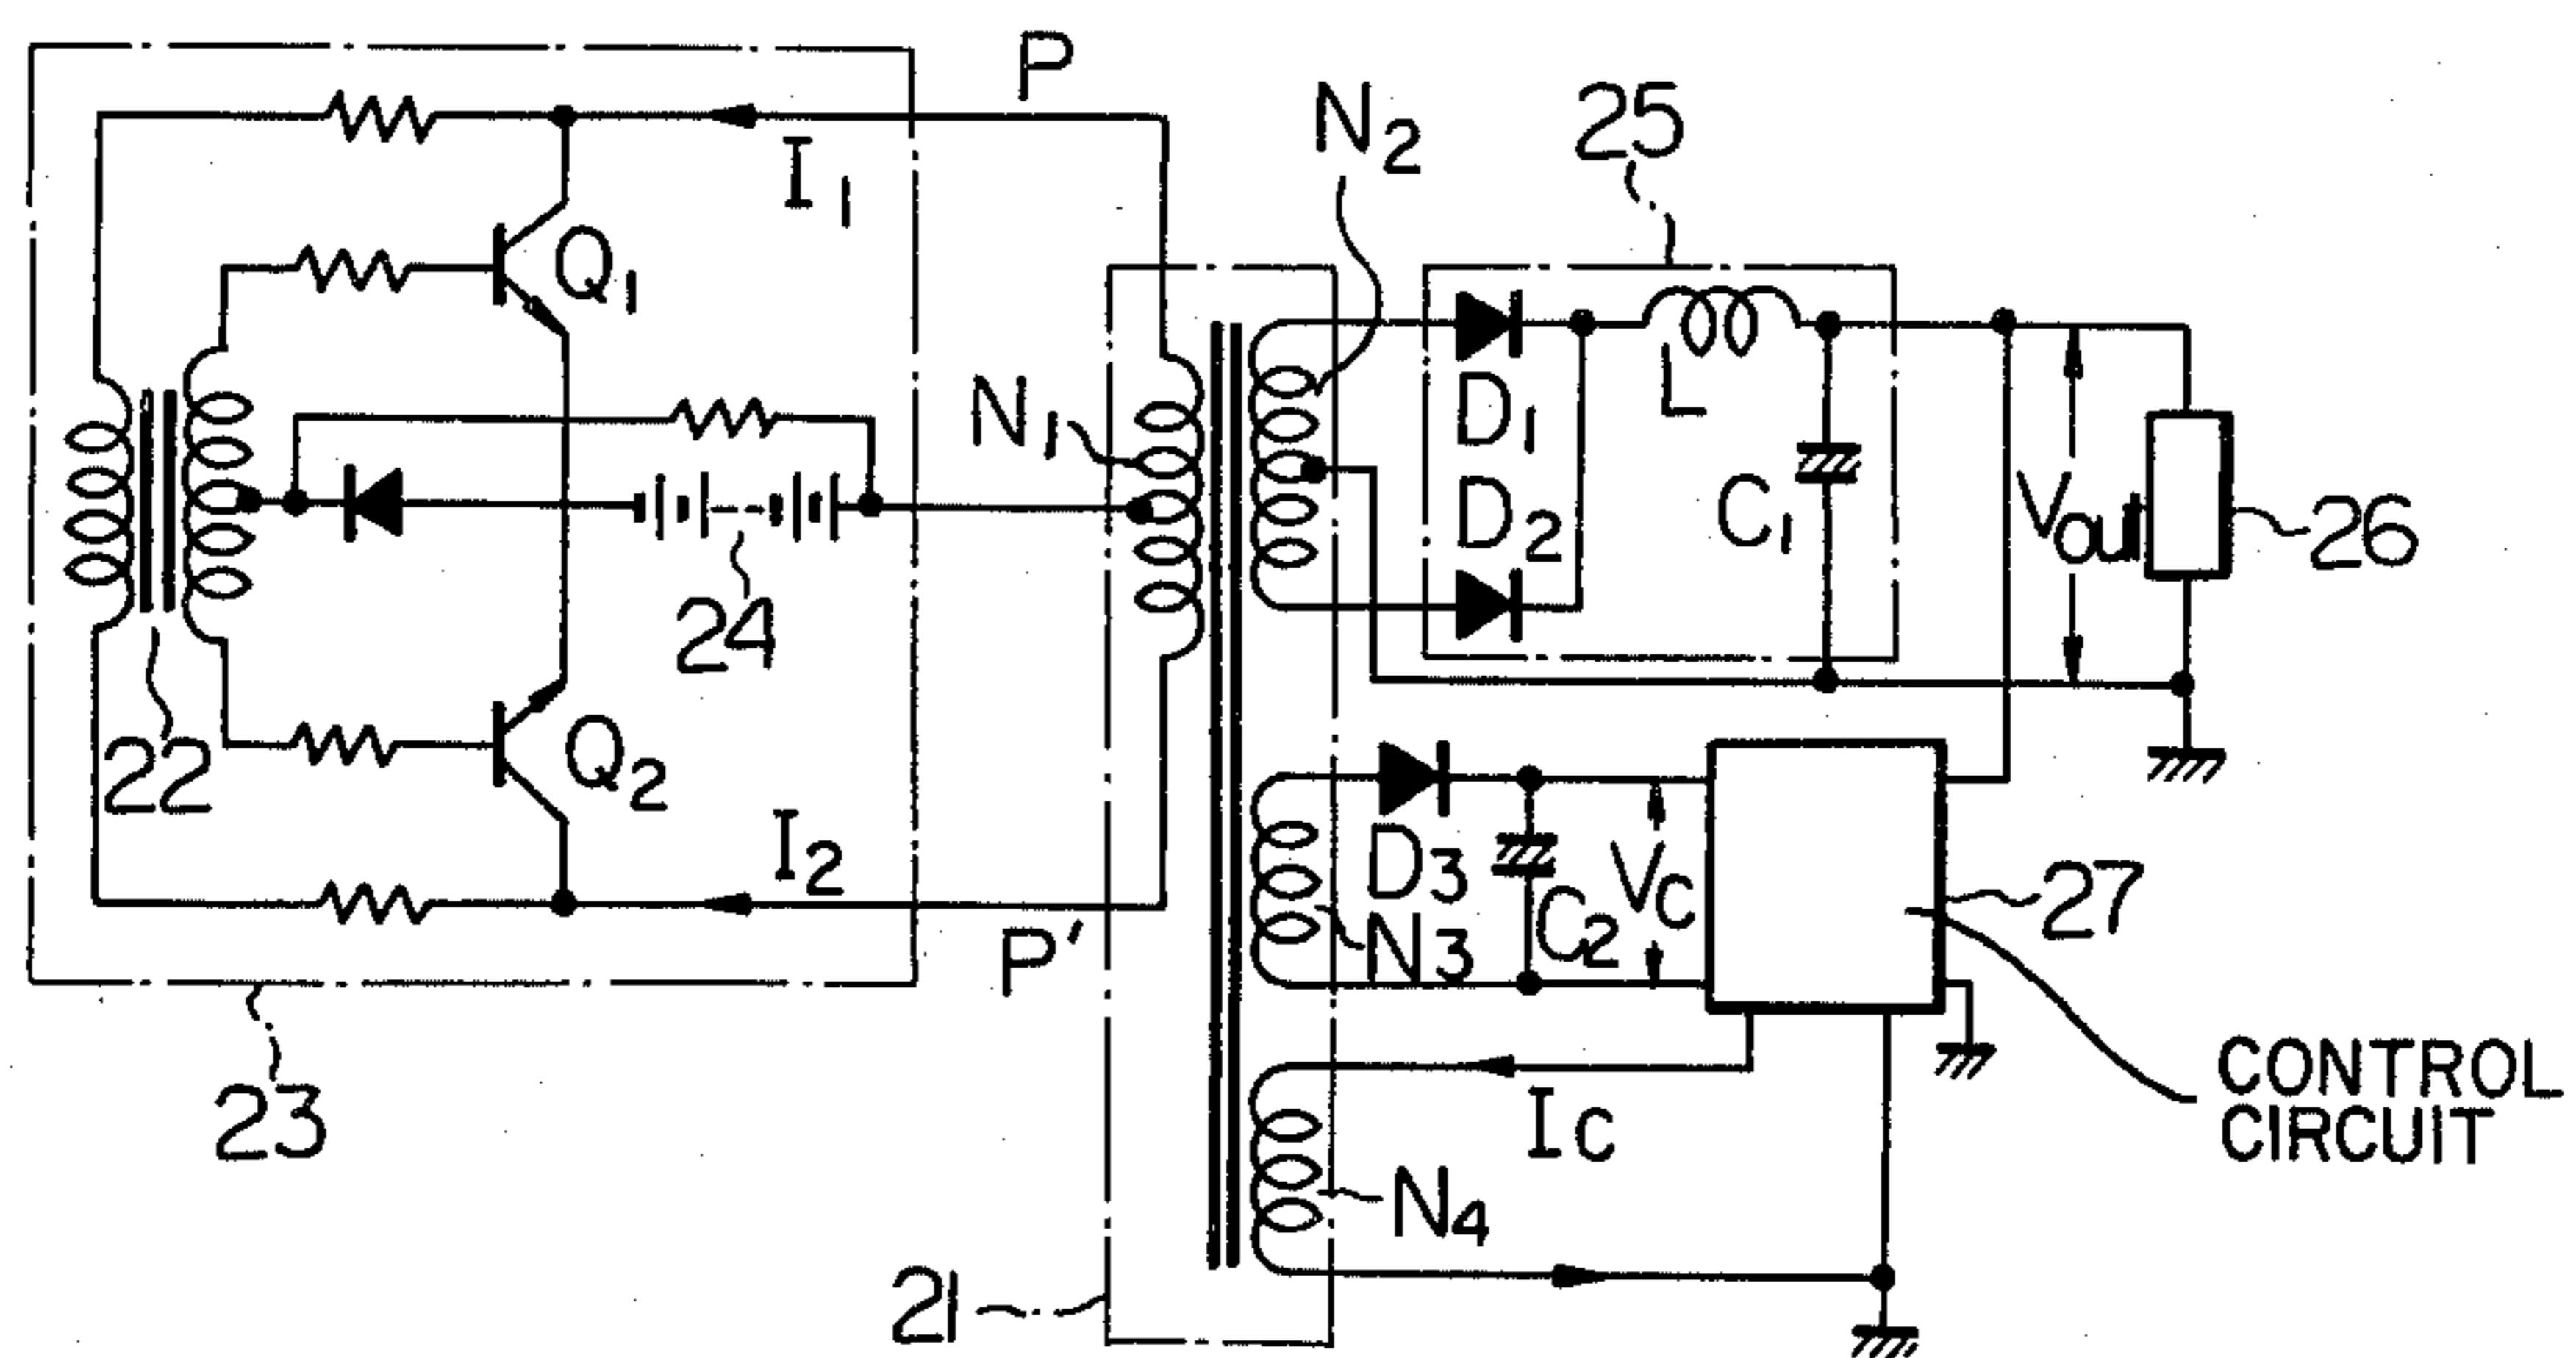 P
N2
25
I1
Q1
N1
D1
L
D2
C1
Vout
26
24
22
Q2
I2
P'
D3
N3
C2
Vc
27
23
Ic
CONTROL
CIRCUIT
N4
21